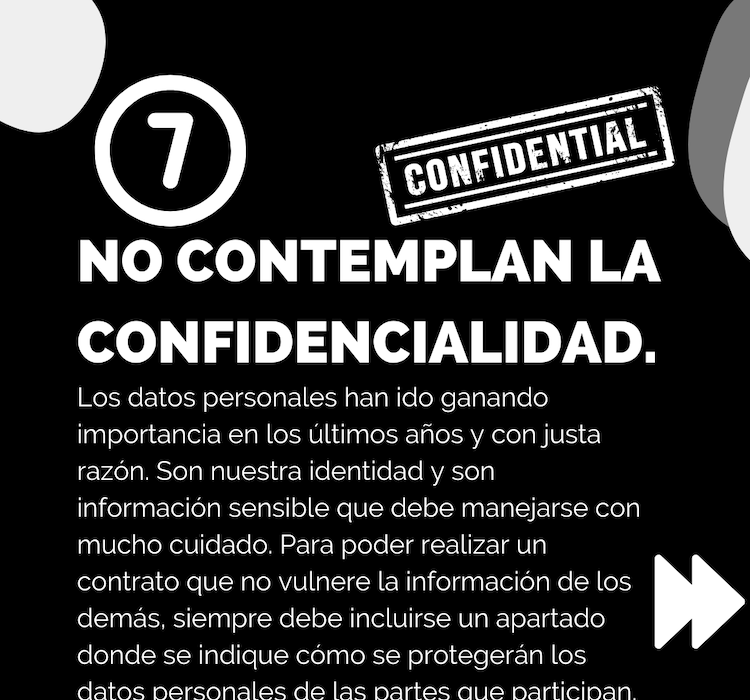 7
CONFIDENTIAL
NO CONTEMPLAN LA
CONFIDENCIALIDAD.
Los datos personales han ido ganando
importancia en los últimos años y con justa
razón. Son nuestra identidad y son
información sensible que debe manejarse con
mucho cuidado. Para poder realizar un
contrato que no vulnere la información de los
demás, siempre debe incluirse un apartado
donde se indique cómo se protegerán los
datos personales de las partes que participan.